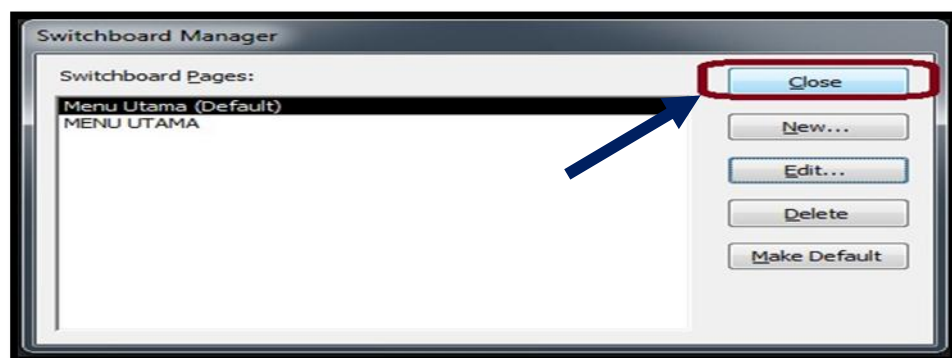 Switchboard Manager
Switchboard Pages:
Menu Utama (Default)
MENU UTAMA
Close
New...
Edit...
Delete
Make Default